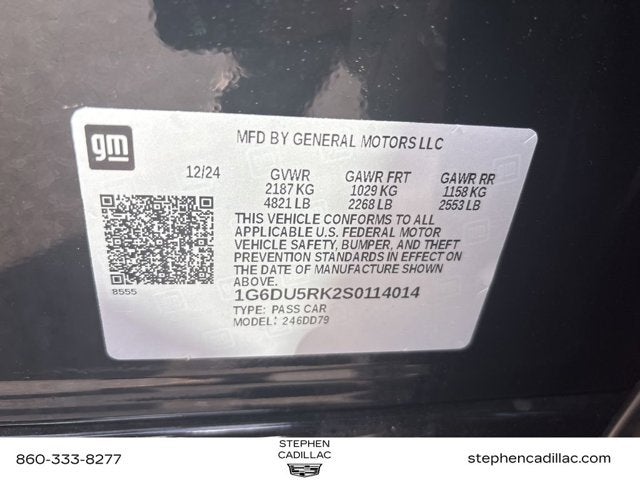 gm
MFD BY GENERAL MOTORS LLC
12/24 GVWR GAWR FRT GAWR RR
2187 KG 1029 KG 1158 KG
4821 LB 2268 LB 2553 LB
THIS VEHICLE CONFORMS TO ALL
APPLICABLE U.S. FEDERAL MOTOR
VEHICLE SAFETY, BUMPER, AND THEFT
PREVENTION STANDARDS IN EFFECT ON
THE DATE OF MANUFACTURE SHOWN
ABOVE.
8555
1G6DU5RK2S0114014
TYPE: PASS CAR
MODEL: 246DD79
860-333-8277
STEPHEN
CADILLAC
stephencadillac.com